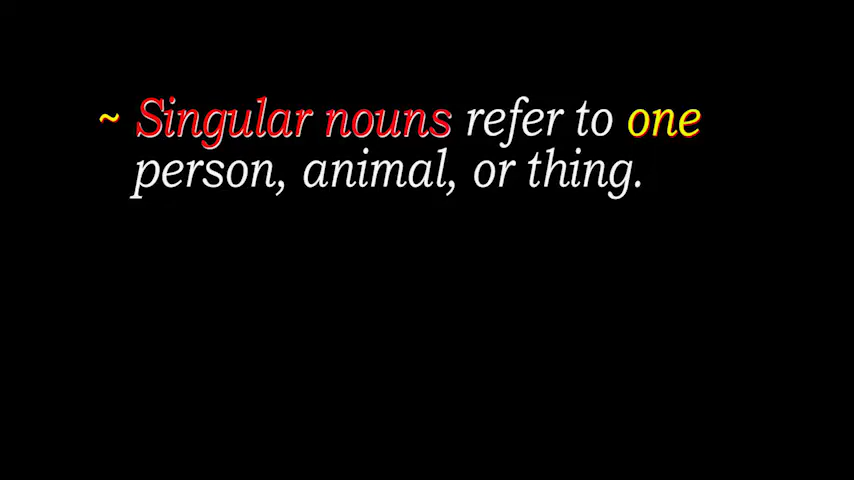 ~ Singular nouns refer to one
person, animal, or thing.